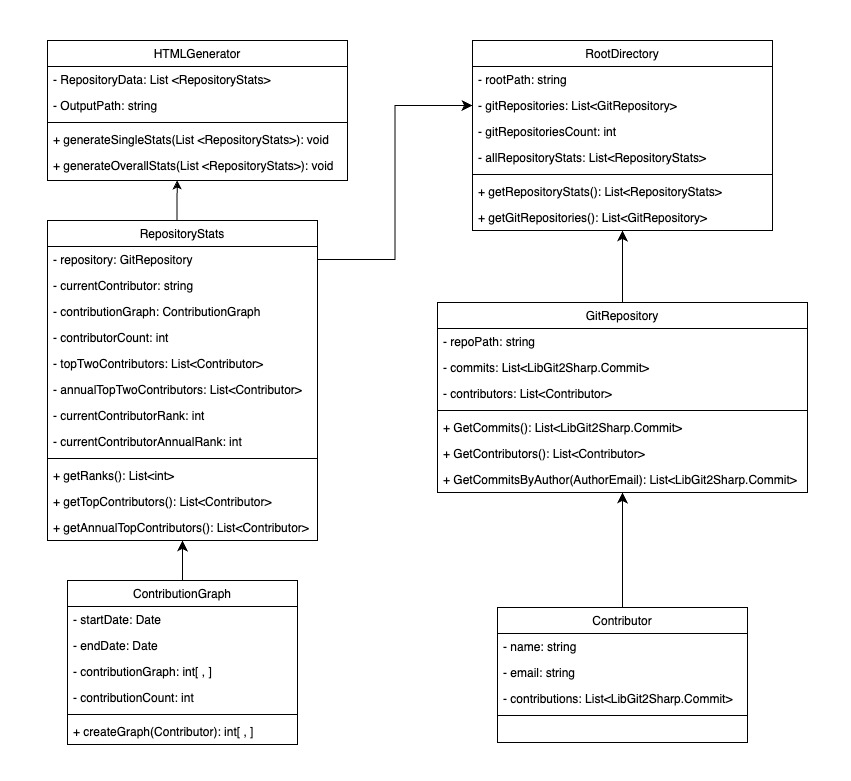 HTMLGenerator
- RepositoryData: List <RepositoryStats>
- OutputPath: string
+ generateSingleStats(List <RepositoryStats>): void
+ generateOverallStats(List <RepositoryStats>): void
RootDirectory
- rootPath: string
- gitRepositories: List<GitRepository>
- gitRepositoriesCount: int
- allRepositoryStats: List<RepositoryStats>
+ getRepositoryStats(): List<RepositoryStats>
+ getGitRepositories(): List<GitRepository>
RepositoryStats
- repository: GitRepository
- currentContributor: string
- contributionGraph: ContributionGraph
- contributorCount: int
- topTwoContributors: List<Contributor>
- annualTopTwoContributors: List<Contributor>
- currentContributorRank: int
- currentContributorAnnualRank: int
+ getRanks(): List<int>
+ getTopContributors(): List<Contributor>
+ getAnnualTopContributors(): List<Contributor>
GitRepository
- repoPath: string
- commits: List<LibGit2Sharp.Commit>
- contributors: List<Contributor>
+ GetCommits(): List<LibGit2Sharp.Commit>
+ GetContributors(): List<Contributor>
+ GetCommitsByAuthor(AuthorEmail): List<LibGit2Sharp.Commit>
ContributionGraph
- startDate: Date
- endDate: Date
- contributionGraph: int[ , ]
- contributionCount: int
+ createGraph(Contributor): int[ , ]
Contributor
- name: string
- email: string
- contributions: List<LibGit2Sharp.Commit>